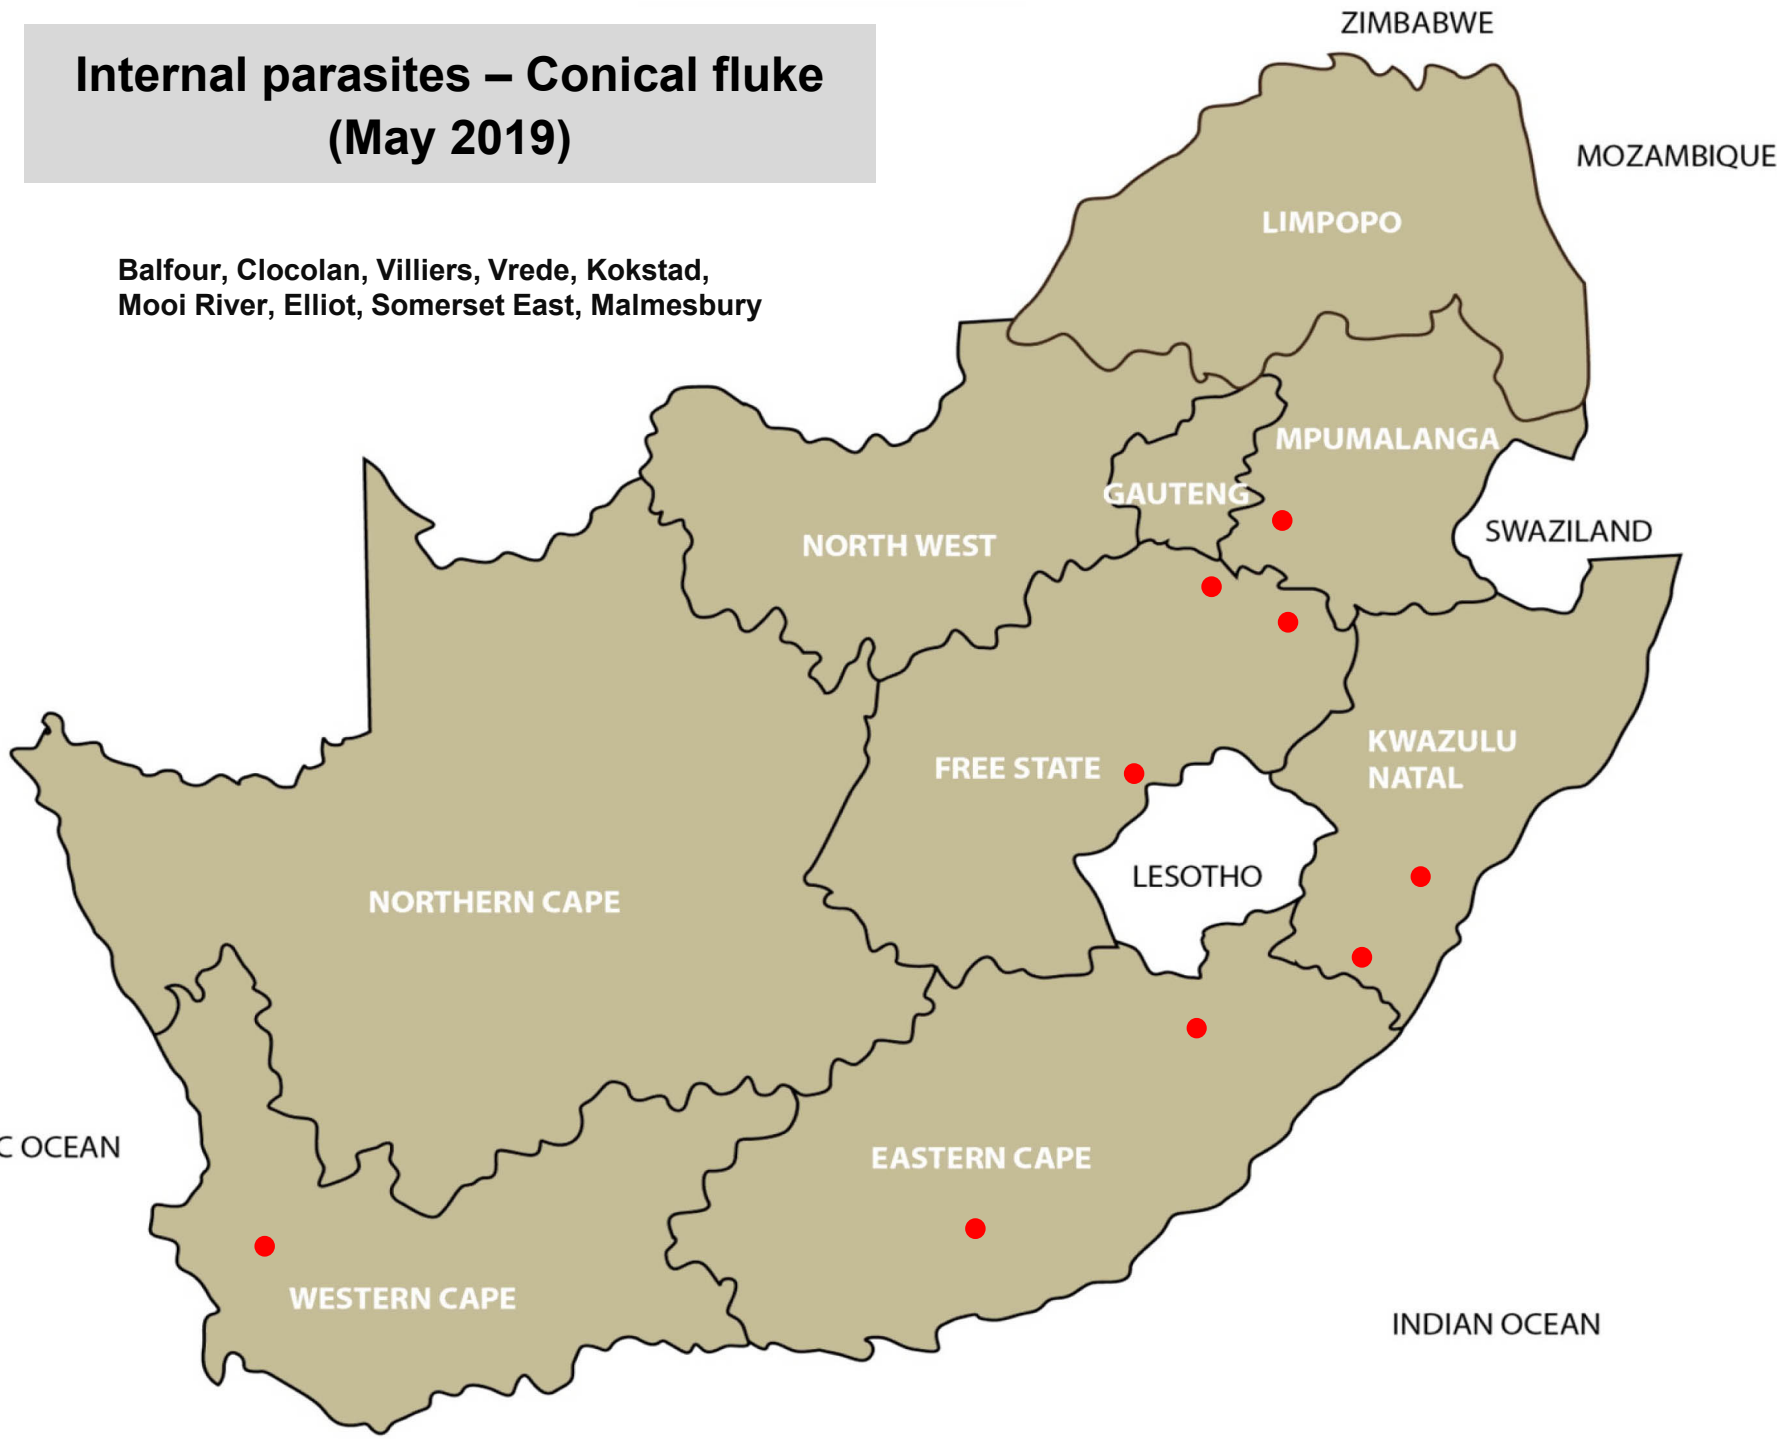 Internal parasites – Conical fluke
(May 2019)
Balfour, Clocolan, Villiers, Vrede, Kokstad,
Mooi River, Elliot, Somerset East, Malmesbury
ZIMBABWE
MOZAMBIQUE
LIMPOPO
MPUMALANGA
GAUTENG
SWAZILAND
NORTH WEST
KWAZULU
NATAL
FREE STATE
LESOTHO
NORTHERN CAPE
C OCEAN
EASTERN CAPE
WESTERN CAPE
INDIAN OCEAN